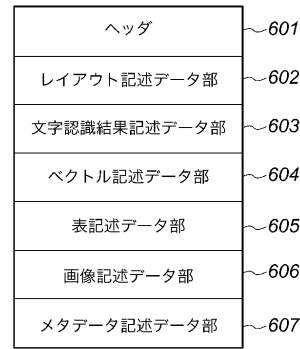 ヘッダ 601
レイアウト記述データ部 602
文字認識結果記述データ部 603
ベクトル記述データ部 604
表記述データ部 605
画像記述データ部 606
メタデータ記述データ部 607